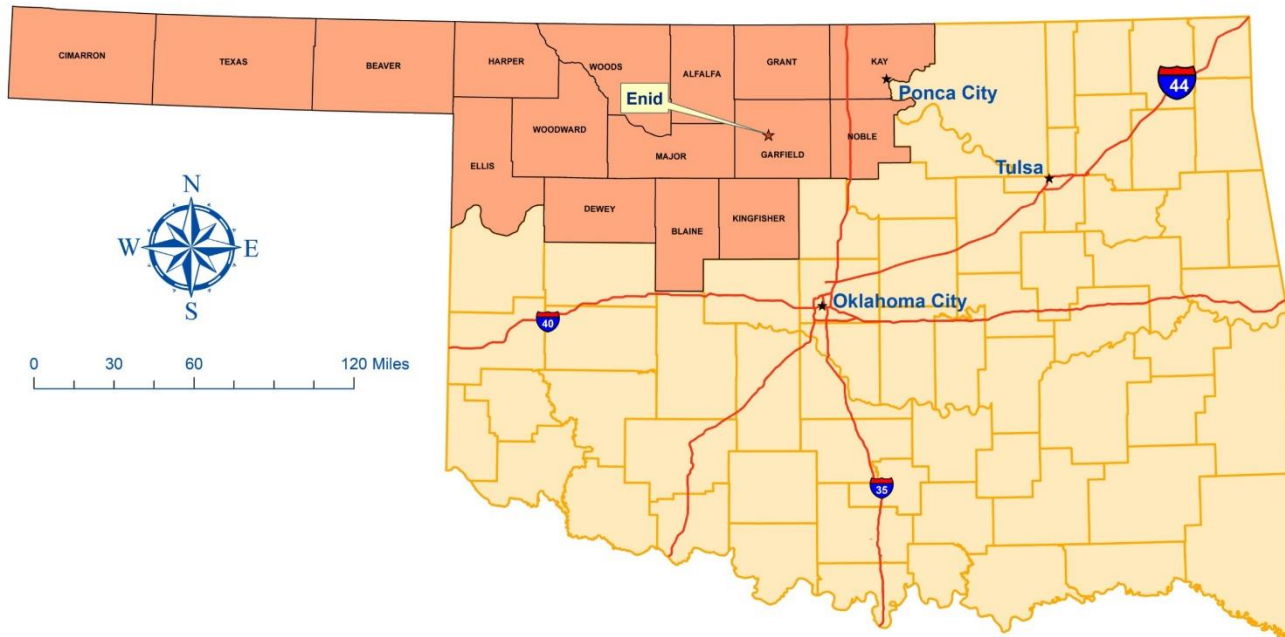 CIMARRON
TEXAS
BEAVER
HARPER
WOODS
ALFALFA
GRANT
KAY
Ponca City
44
Enid
WOODWARD
MAJOR
GARFIELD
NOBLE
ELLIS
Tulsa
DEWEY
BLAINE
KINGFISHER
N
W E
S
Oklahoma City
40
0 60 120 Miles
35